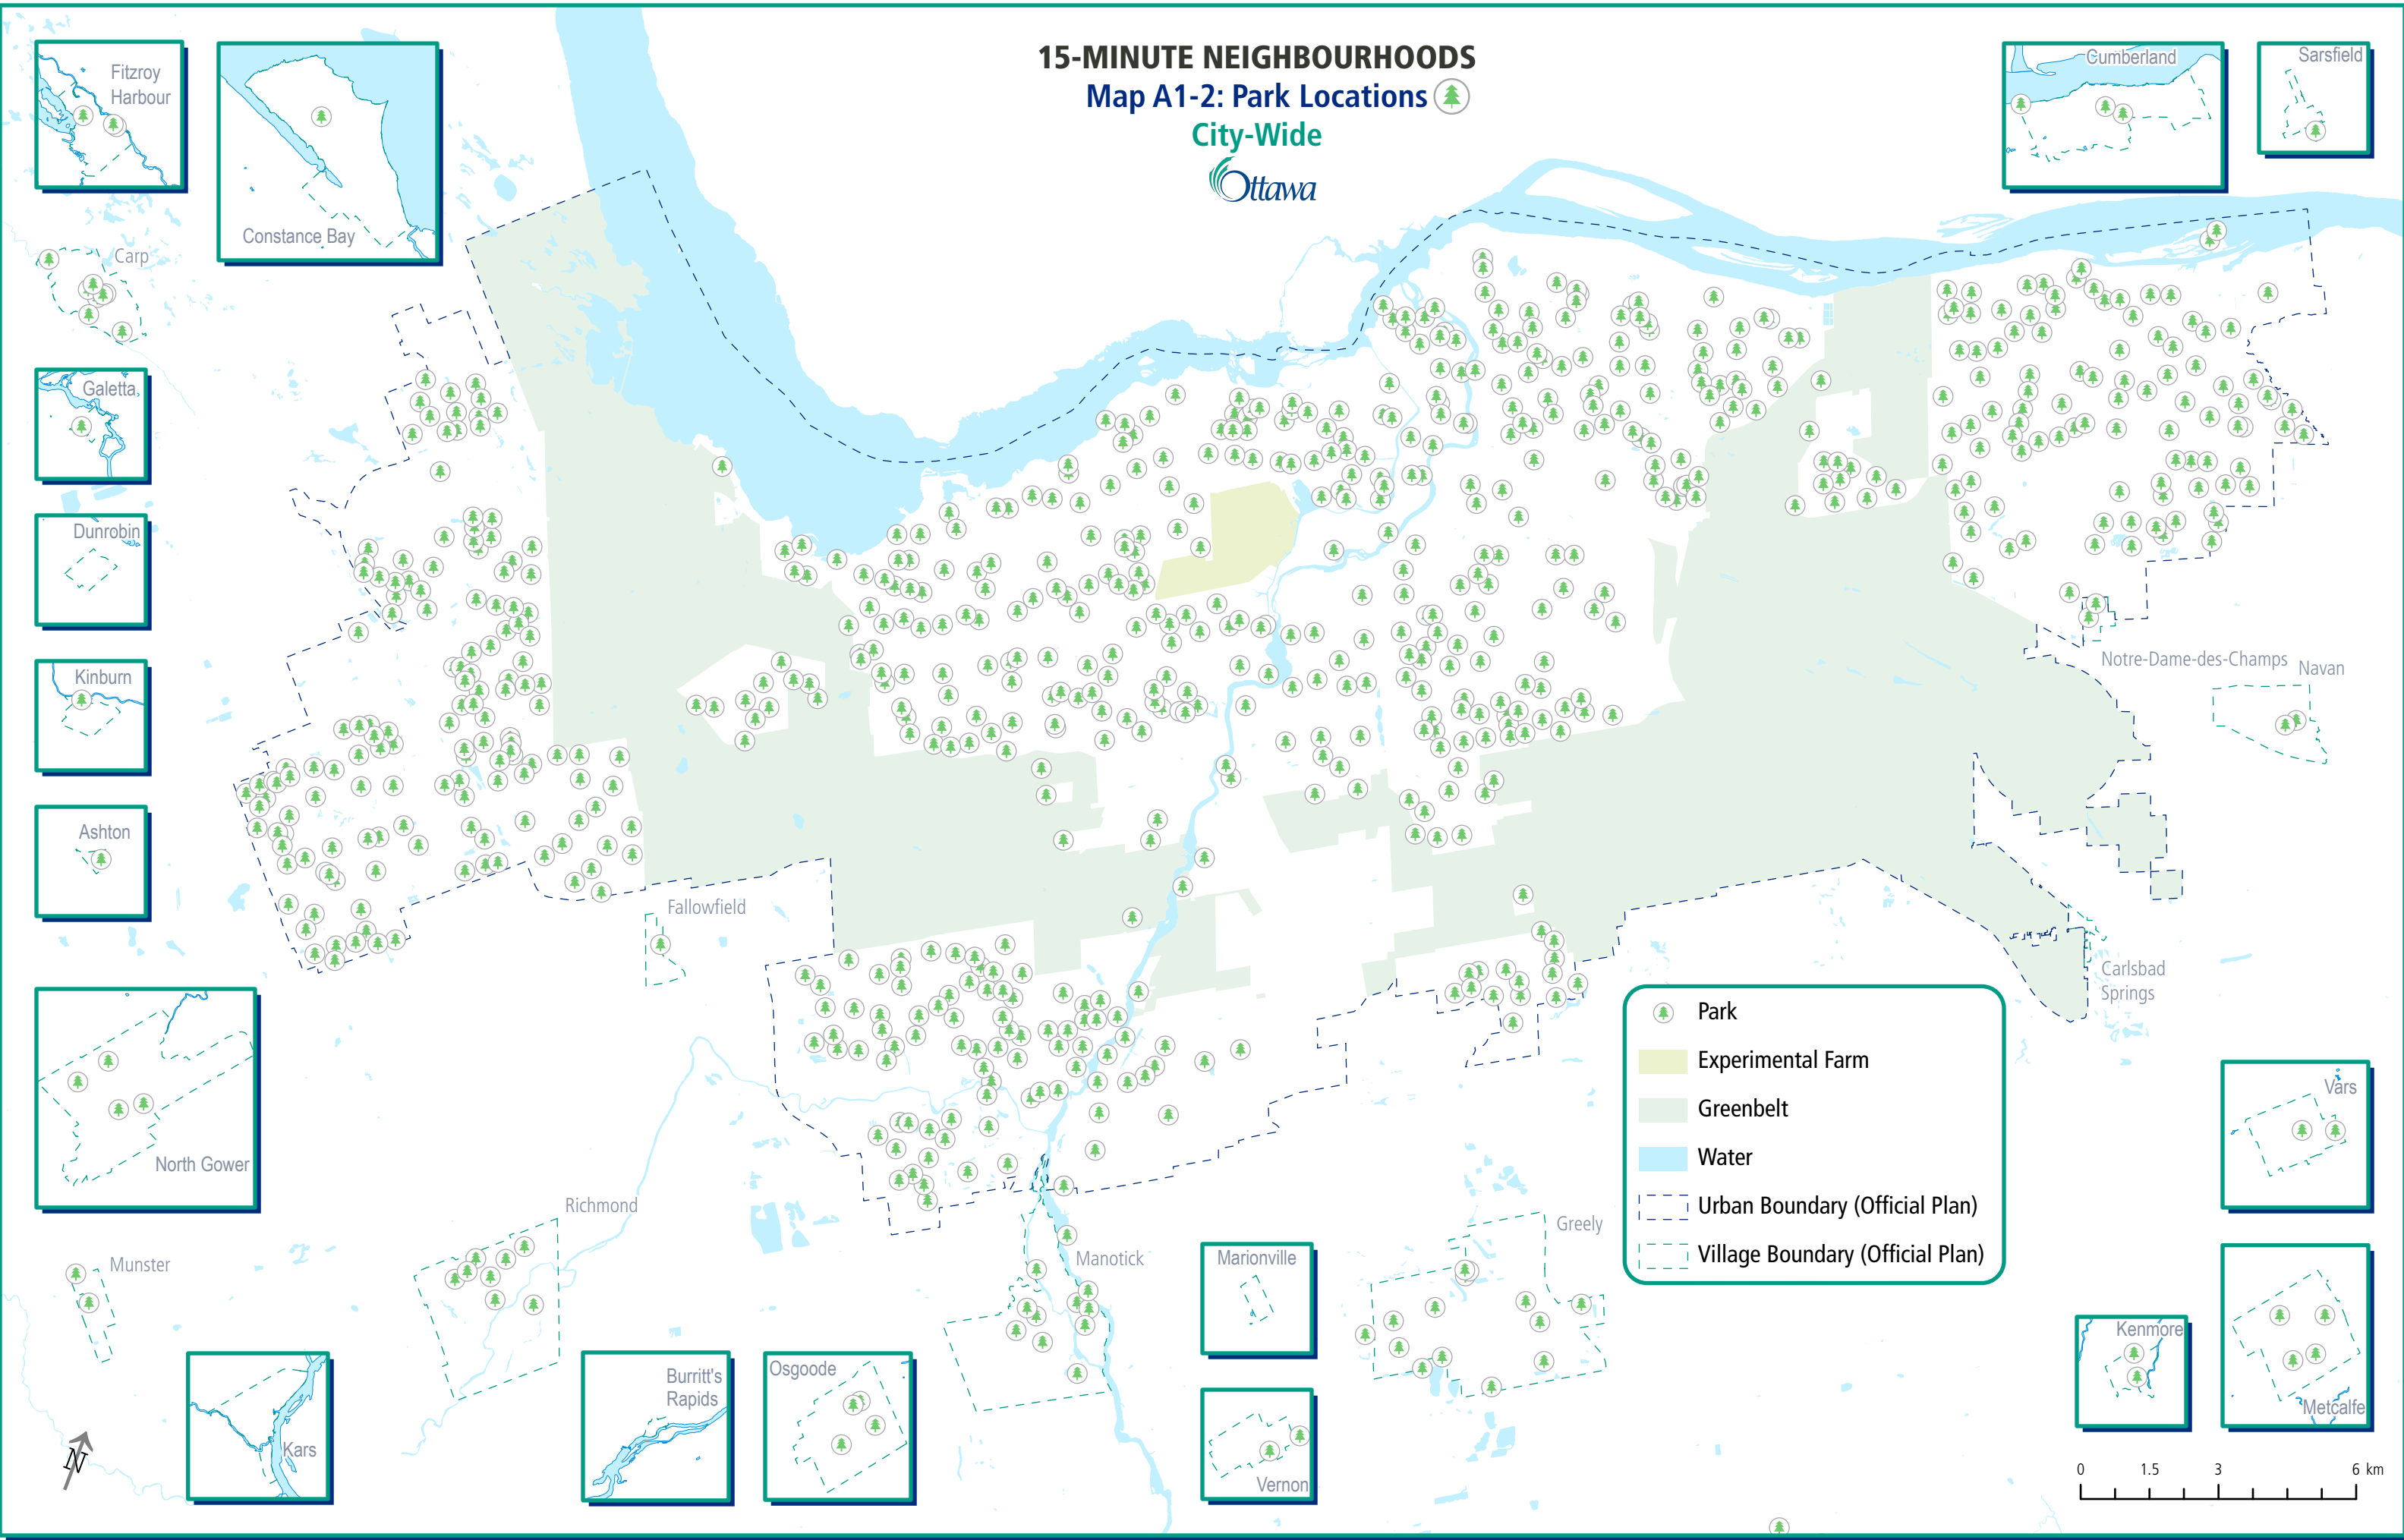 15-MINUTE NEIGHBOURHOODS
Map A1-2: Park Locations
City-Wide
Ottawa
Fitzroy
Harbour
Constance Bay
Cumberland
Sarsfield
Carp
Galetta,
Dunrobin
Kinburn
Ashton
Notre-Dame-des-Champs
Navan
Fallowfield
Carlsbad
Springs
North Gower
Park
Experimental Farm
Greenbelt
Water
Urban Boundary (Official Plan)
Village Boundary (Official Plan)
Vars
Richmond
Greely
Munster
Manotick
Marionville
Kenmore
Metcalfe
Kars
Burritt's
Rapids
Osgoode
Vernon
N
0 1.5 3 6 km